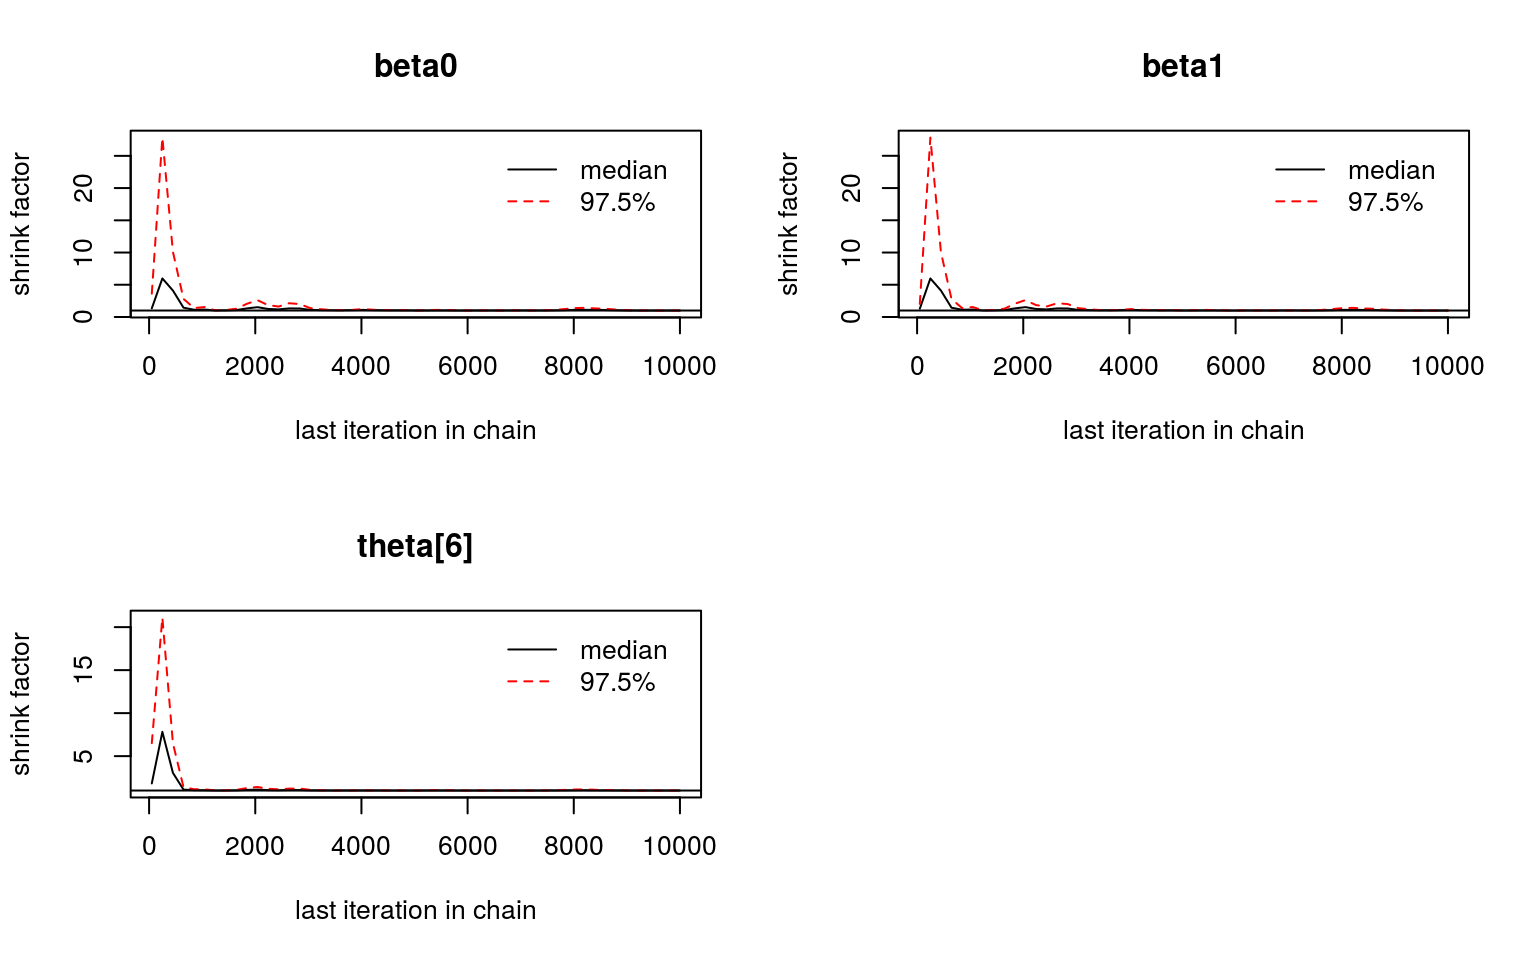 beta0
shrink factor
0 10 20
median
97.5%
0 2000 4000 6000 8000 10000
last iteration in chain
beta1
shrink factor
0 10 20
median
97.5%
0 2000 4000 6000 8000 10000
last iteration in chain
theta[6]
shrink factor
5 15
median
97.5%
0 2000 4000 6000 8000 10000
last iteration in chain